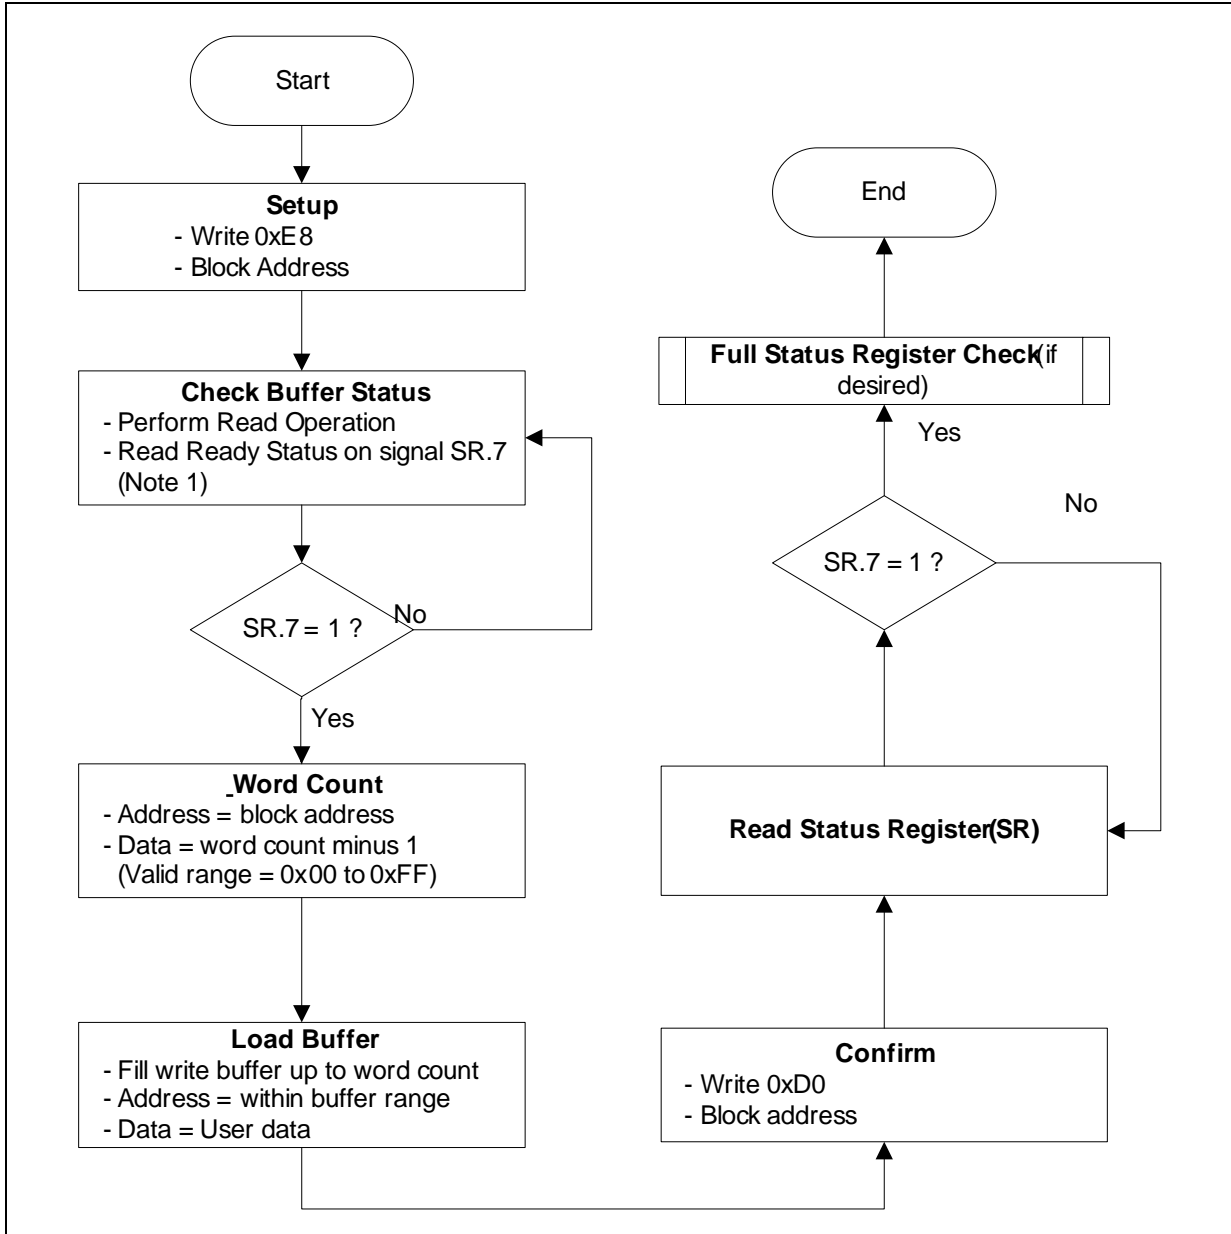 Start
Setup
- Write 0xE8
- Block Address
Check Buffer Status
- Perform Read Operation
- Read Ready Status on signal SR.7
(Note 1)
SR.7 = 1 ?
No
Yes
_Word Count
- Address = block address
- Data = word count minus 1
(Valid range = 0x00 to 0xFF)
Load Buffer
- Fill write buffer up to word count
- Address = within buffer range
- Data = User data
End
Full Status Register Check(if
desired)
Yes
No
SR.7 = 1 ?
Read Status Register(SR)
Confirm
- Write 0xD0
- Block address